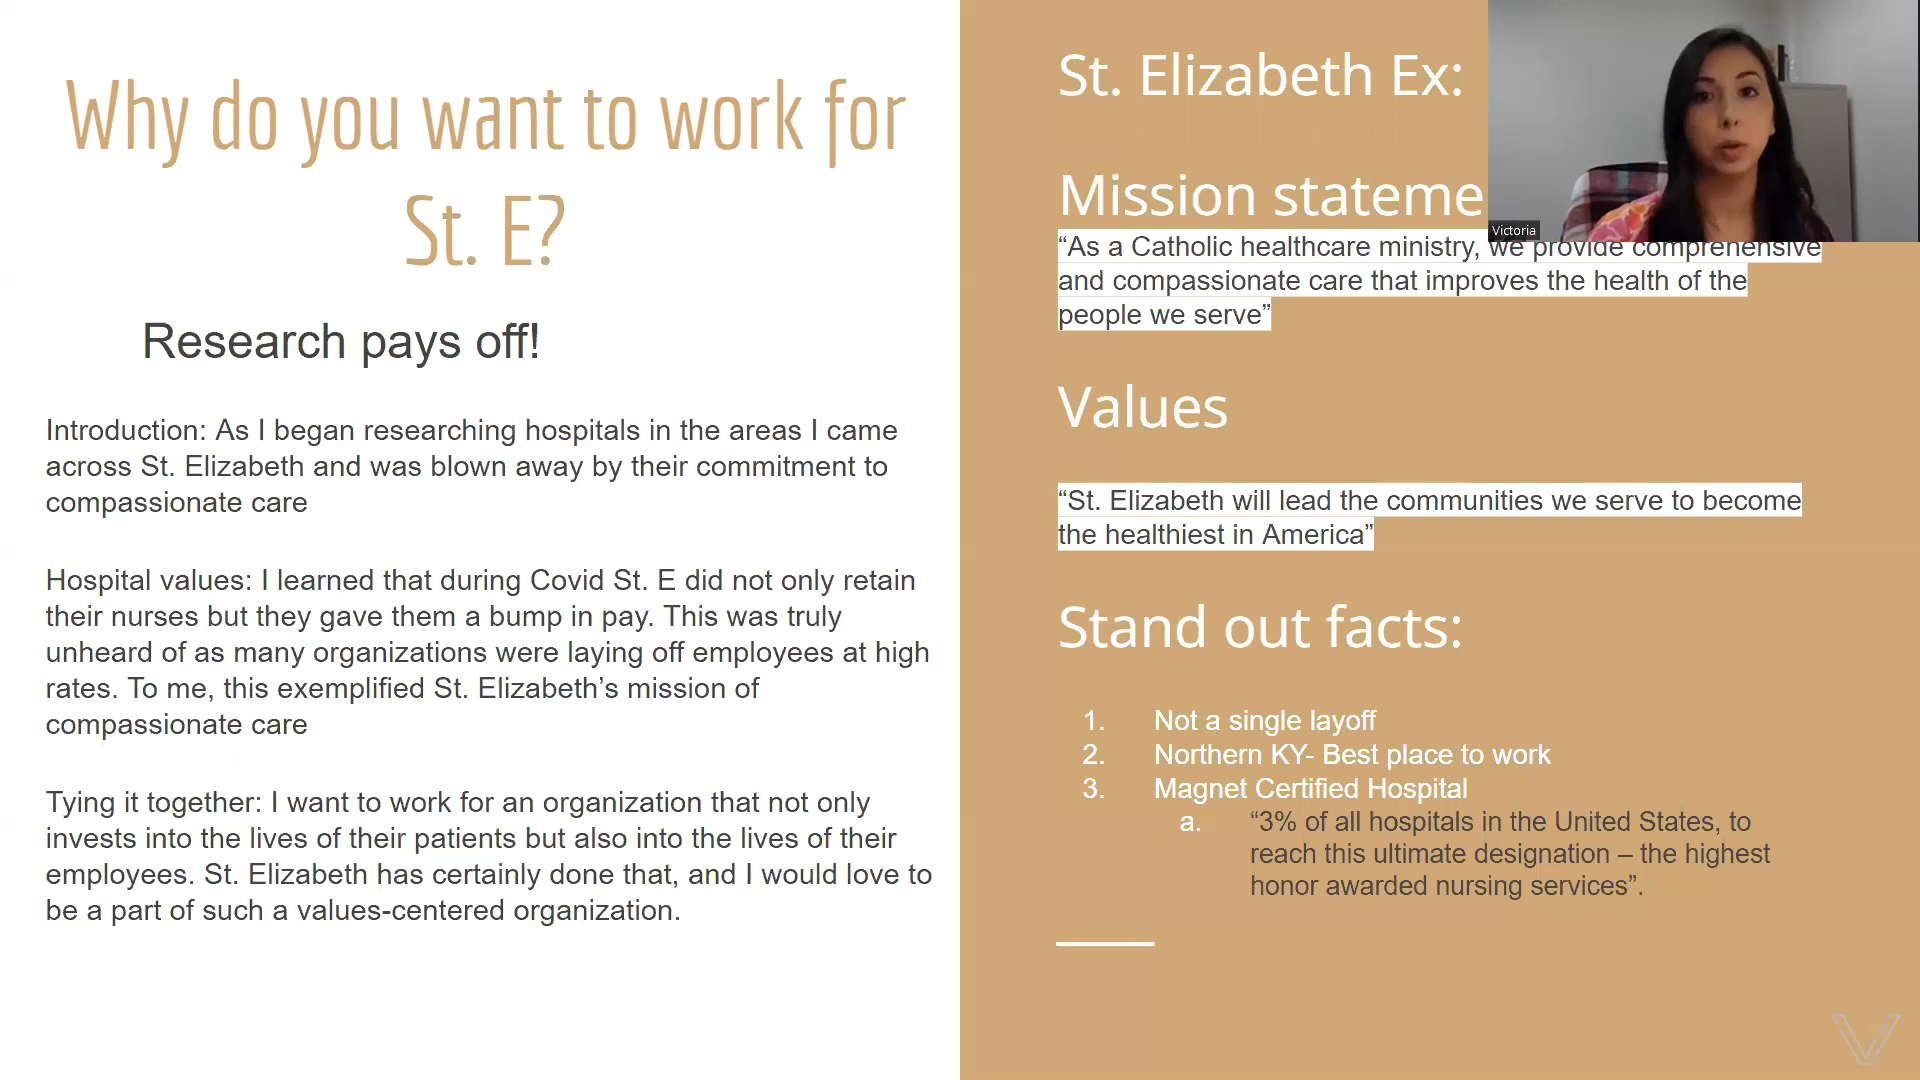 Why do you want to work for
St. E?
Research pays off!
Introduction: As I began researching hospitals in the areas I came
across St. Elizabeth and was blown away by their commitment to
compassionate care
Hospital values: I learned that during Covid St. E did not only retain
their nurses but they gave them a bump in pay. This was truly
unheard of as many organizations were laying off employees at high
rates. To me, this exemplified St. Elizabeth’s mission of
compassionate care
Tying it together: I want to work for an organization that not only
invests into the lives of their patients but also into the lives of their
employees. St. Elizabeth has certainly done that, and I would love to
be a part of such a values-centered organization.
St. Elizabeth Ex:
Mission stateme
Victoria
“As a Catholic healthcare ministry, we provide comprehensive
and compassionate care that improves the health of the
people we serve”
Values
“St. Elizabeth will lead the communities we serve to become
the healthiest in America”
Stand out facts:
1. Not a single layoff
2. Northern KY- Best place to work
3. Magnet Certified Hospital
a. “3% of all hospitals in the United States, to
reach this ultimate designation – the highest
honor awarded nursing services”.